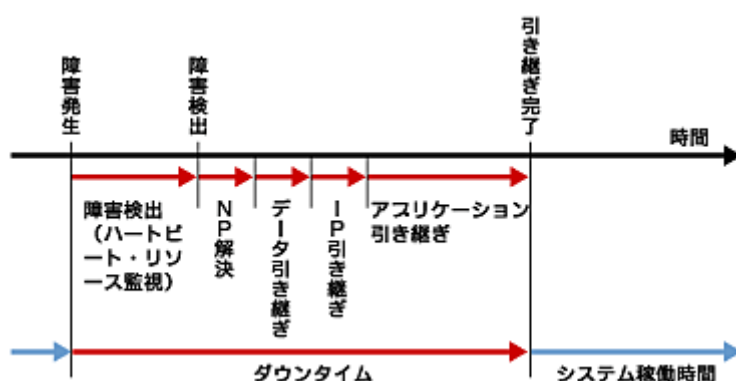 障害発生
障害検出
引き継ぎ完了
時間
障害検出
(ハートビ
ート・リソ
ース監視)
NP解決
データ引き継ぎ
IP引き継ぎ
アプリケーション
引き継ぎ
ダウンタイム
システム稼働時間